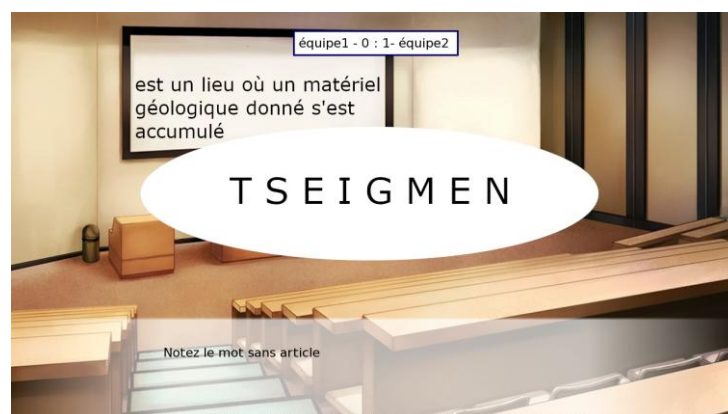 équipe1 - 0 : 1- équipe2
est un lieu où un matériel
géologique donné s'est
accumulé
T S E I G M E N
Notez le mot sans article